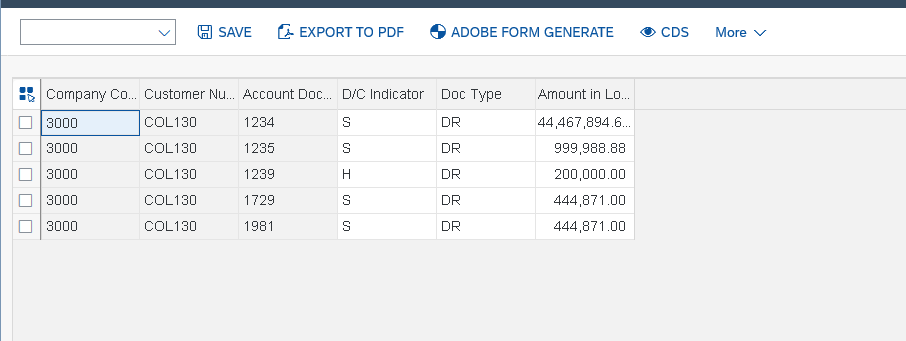 SAVE EXPORT TO PDF ADOBE FORM GENERATE CDS More
Company Co... Customer Nu... Account Doc... D/C Indicator Doc Type Amount in Lo...
3000 COL130 1234 S DR 44,467,894.6...
3000 COL130 1235 S DR 999,988.88
3000 COL130 1239 H DR 200,000.00
3000 COL130 1729 S DR 444,871.00
3000 COL130 1981 S DR 444,871.00